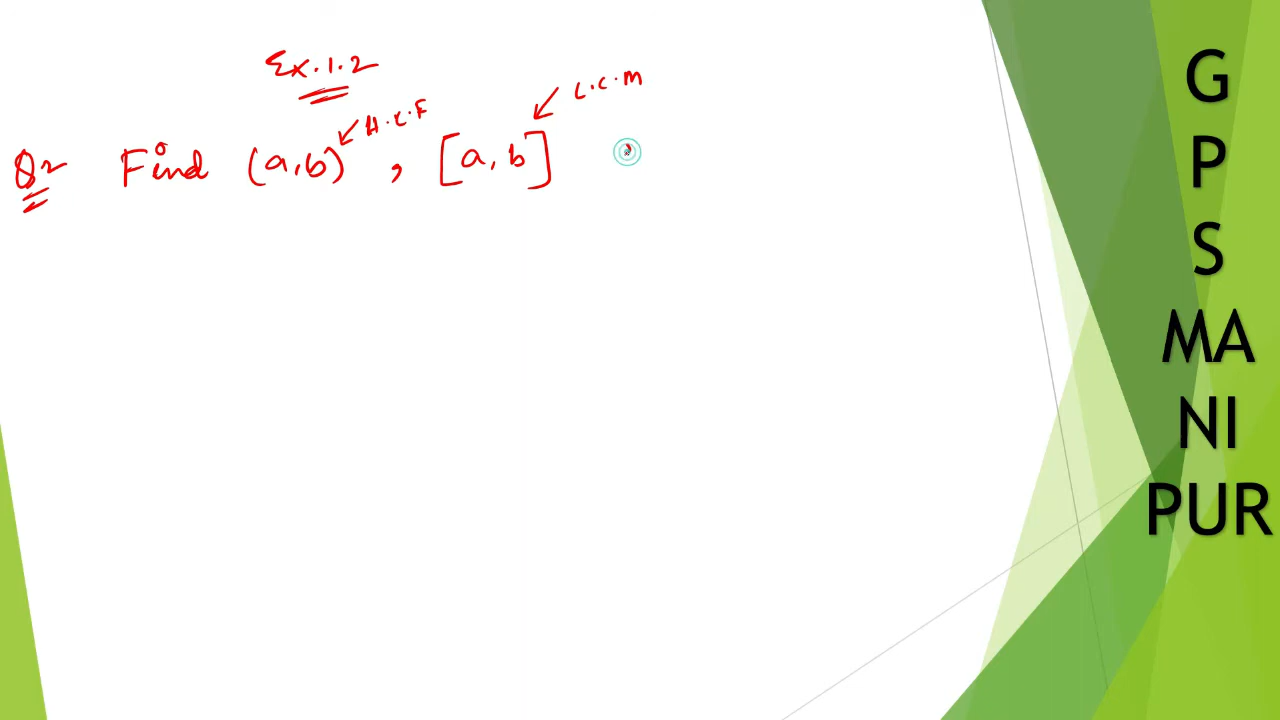 Ex.1.2
H.C.F
L.C.M
Q2 Find (a,b) , [a, b]
G
P
S
MA
NI
PUR